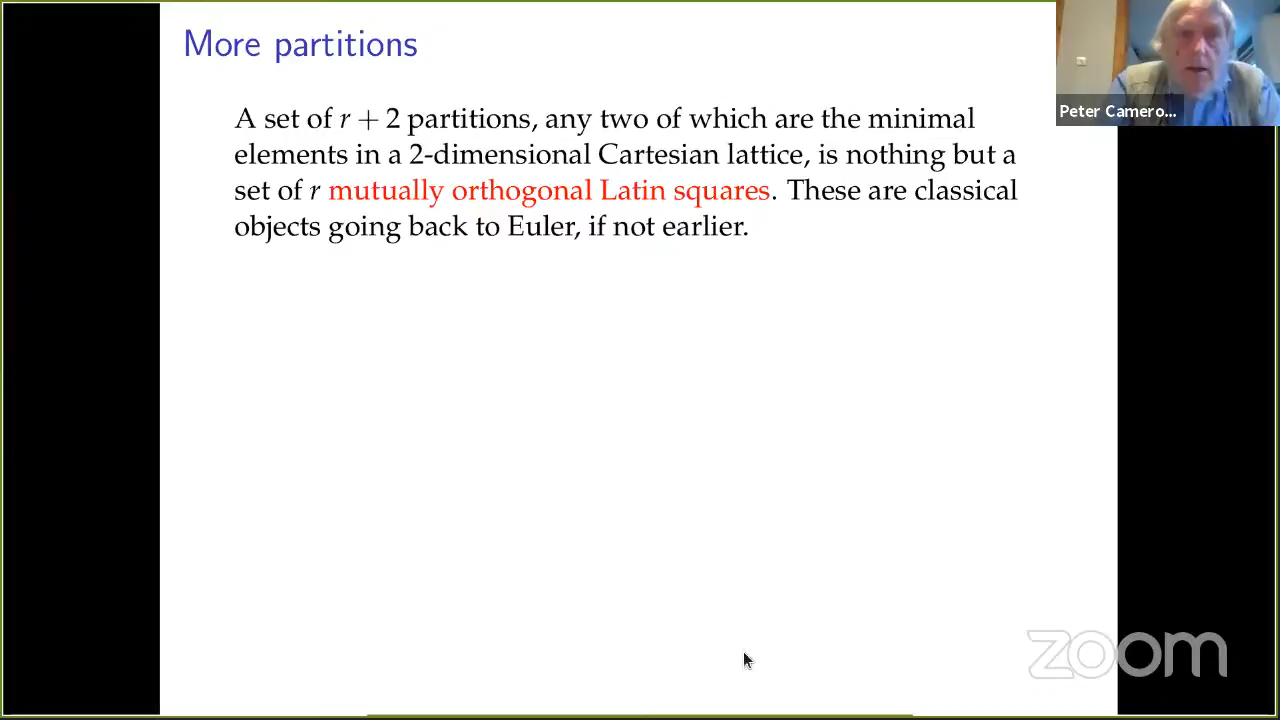 More partitions
A set of r + 2 partitions, any two of which are the minimal
elements in a 2-dimensional Cartesian lattice, is nothing but a
set of r mutually orthogonal Latin squares. These are classical
objects going back to Euler, if not earlier.
Peter Camero...
zoom